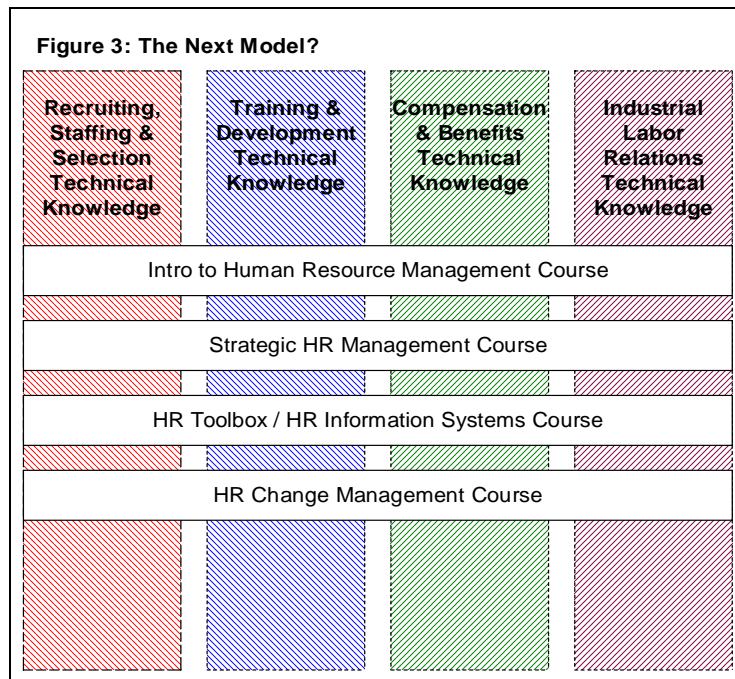 Figure 3: The Next Model?
Recruiting,
Staffing &
Selection
Technical
Knowledge
Training &
Development
Technical
Knowledge
Compensation
& Benefits
Technical
Knowledge
Industrial
Labor
Relations
Technical
Knowledge
Intro to Human Resource Management Course
Strategic HR Management Course
HR Toolbox / HR Information Systems Course
HR Change Management Course